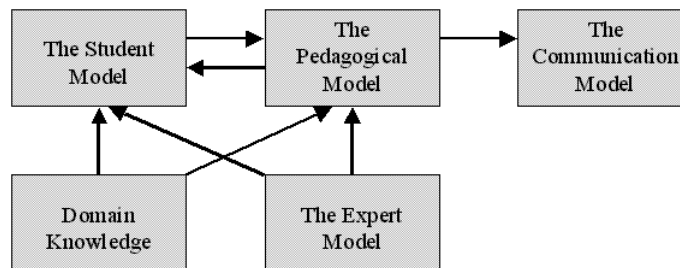 The Student
Model
The
Pedagogical
Model
The
Communication
Model
Domain
Knowledge
The Expert
Model